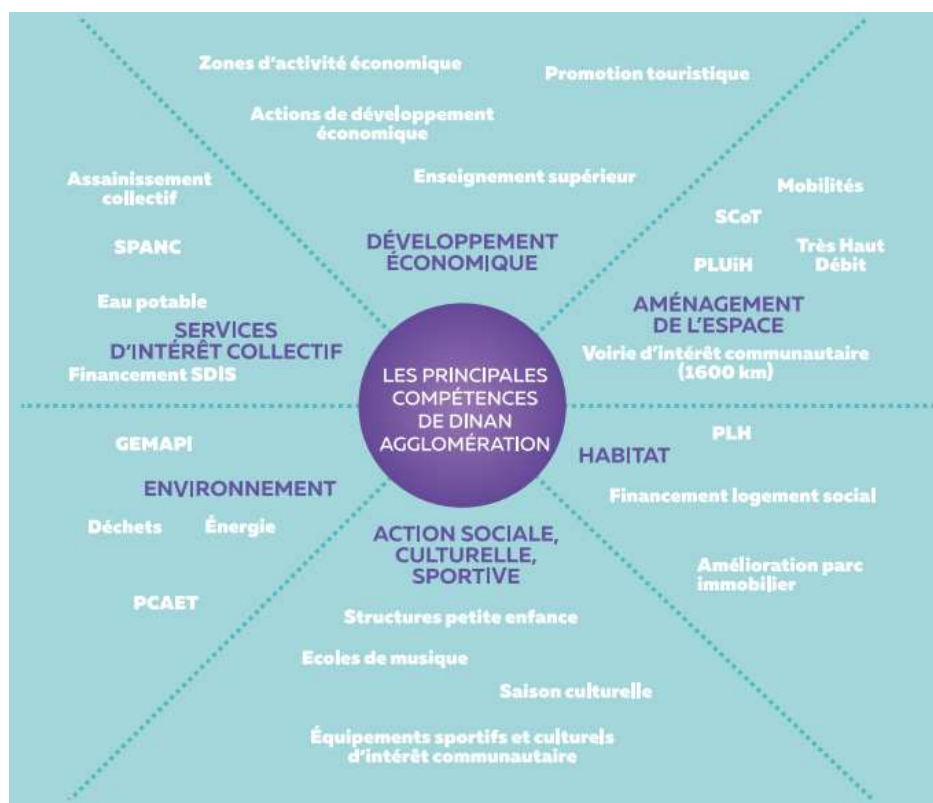 Zones d'activité économique
Promotion touristique
Actions de développement
économique
Enseignement supérieur
DÉVELOPPEMENT
ÉCONOMIQUE
Mobilités
SCoT
Très Haut
Débit
PLUiH
AMÉNAGEMENT
DE L'ESPACE
Voirie d'intérêt communautaire
(1600 km)
Assainissement
collectif
SPANC
Eau potable
SERVICES
D'INTÉRÊT COLLECTIF
Financement SDIS
LES PRINCIPALES
COMPÉTENCES
DE DINAN
AGGLOMÉRATION
GEMAPI
ENVIRONNEMENT
Déchets
Énergie
PCAET
PLH
HABITAT
Financement logement social
Amélioration parc
immobilier
ACTION SOCIALE,
CULTURELLE,
SPORTIVE
Structures petite enfance
Ecoles de musique
Saison culturelle
Équipements sportifs et culturels
d'intérêt communautaire